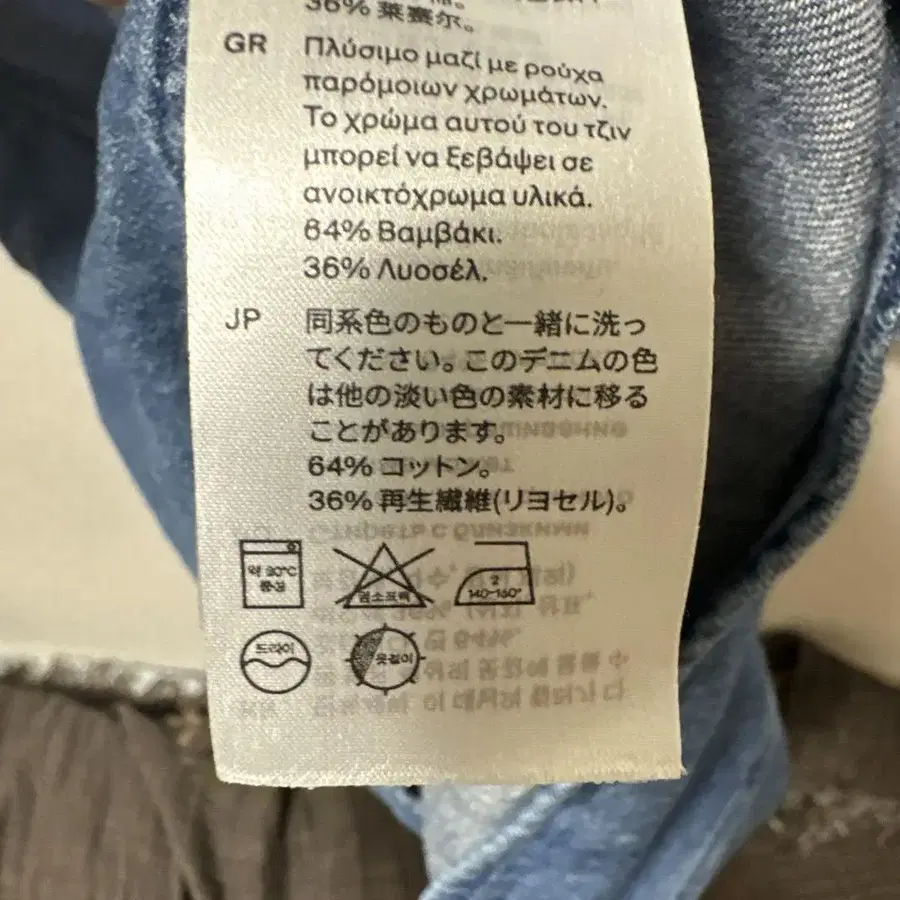 36% 莱赛尔。
GR Πλύσιμο μαζί με ρούχα
παρόμοιων χρωμάτων.
Το χρώμα αυτού του τζιν
μπορεί να ξεβάψει σε
ανοικτόχρωμα υλικά.
64% Βαμβάκι.
36% Λυοσέλ.
JP 同系色のものと一緒に洗っ
てください。このデニムの色
は他の淡い色の素材に移る
ことがあります。
64% コットン。
36% 再生繊維(リヨセル)。
약 30°C
중성
염소표백
2
140~160°
드라이
옷걸이